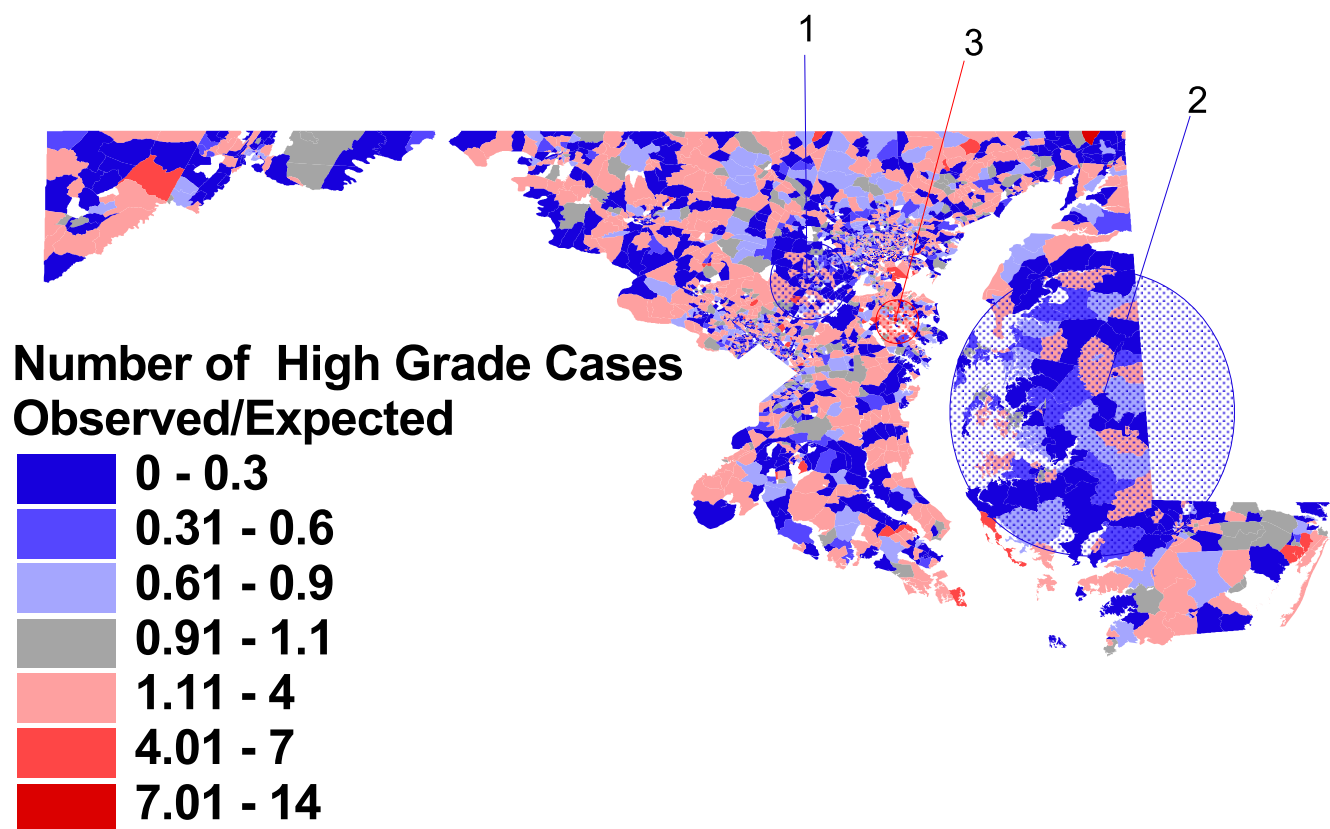 1
3
2
Number of  High Grade Cases
Observed/Expected
0 - 0.3
0.31 - 0.6
0.61 - 0.9
0.91 - 1.1
1.11 - 4
4.01 - 7
7.01 - 14